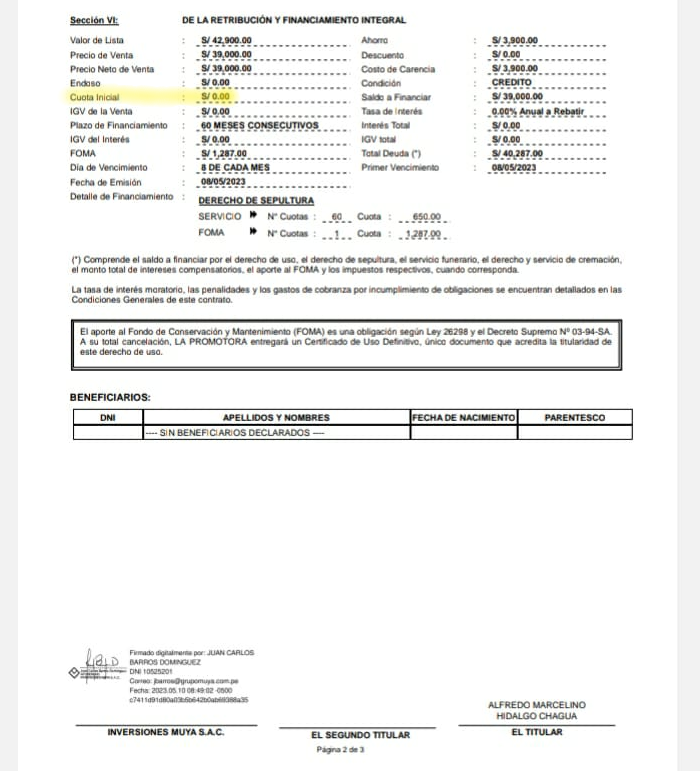 Sección VI: DE LA RETRIBUCIÓN Y FINANCIAMIENTO INTEGRAL
Valor de Lista : S/ 42,900.00 Ahorro : S/ 3,900.00
Precio de Venta : S/ 39,000.00 Descuento : S/ 0.00
Precio Neto de Venta : S/ 39,000.00 Costo de Carencia : S/ 3,900.00
Endoso : S/ 0.00 Condición : CREDITO
Cuota Inicial : S/ 0.00 Saldo a Financiar : S/ 39,000.00
IGV de la Venta : S/ 0.00 Tasa de Interés : 0.00% Anual a Rebatir
Plazo de Financiamiento : 60 MESES CONSECUTIVOS Interés Total : S/ 0.00
IGV del Interés : S/ 0.00 IGV total : S/ 0.00
FOMA : S/ 1,287.00 Total Deuda (*) : S/ 40,287.00
Día de Vencimiento : 8 DE CADA MES Primer Vencimiento : 08/05/2023
Fecha de Emisión : 08/05/2023
Detalle de Financiamiento : DERECHO DE SEPULTURA
SERVICIO N° Cuotas : 60 Cuota : 650.00
FOMA N° Cuotas : 1 Cuota : 1,287.00
(*) Comprende el saldo a financiar por el derecho de uso, el derecho de sepultura, el servicio funerario, el derecho y servicio de cremación,
el monto total de intereses compensatorios, el aporte al FOMA y los impuestos respectivos, cuando corresponda.
La tasa de interés moratorio, las penalidades y los gastos de cobranza por incumplimiento de obligaciones se encuentran detallados en las
Condiciones Generales de este contrato.
El aporte al Fondo de Conservación y Mantenimiento (FOMA) es una obligación según Ley 26298 y el Decreto Supremo N° 03-94-SA.
A su total cancelación, LA PROMOTORA entregará un Certificado de Uso Definitivo, único documento que acredita la titularidad de
este derecho de uso.
BENEFICIARIOS:
DNI APELLIDOS Y NOMBRES FECHA DE NACIMIENTO PARENTESCO
---- SIN BENEFICIARIOS DECLARADOS ----
Firmado digitalmente por: JUAN CARLOS
BARROS DOMINGUEZ
DNI 10525201
Correo: jbarros@grupomuya.com.pe
Fecha: 2023.05.10 08:49:02 -0500
ALFREDO MARCELINO
HIDALGO CHAGUA
INVERSIONES MUYA S.A.C. EL SEGUNDO TITULAR EL TITULAR
Página 2 de 3